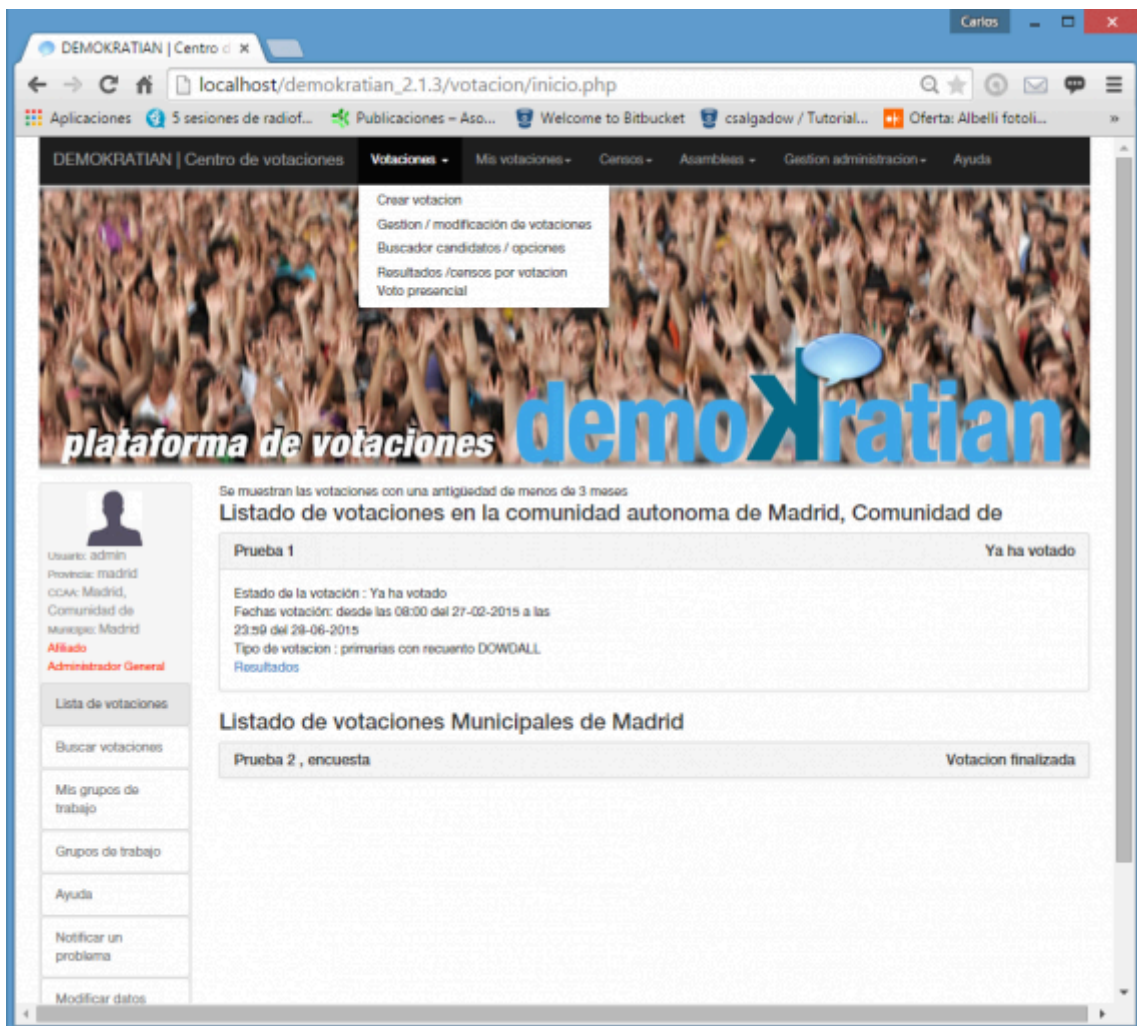 Carlos
DEMOKRATIAN | Centro d
localhost/demokratian_2.1.3/votacion/inicio.php
Aplicaciones 5 sesiones de radiof... Publicaciones – Aso... Welcome to Bitbucket csalgadow / Tutorial... Oferta: Albelli fotoli... »
DEMOKRATIAN | Centro de votaciones Votaciones Mis votaciones Censos Asambleas Gestion administracion Ayuda
Crear votacion
Gestion / modificación de votaciones
Buscador candidatos / opciones
Resultados /censos por votacion
Voto presencial
plataforma de votaciones demoKratian
Usuario: admin
Provincia: madrid
CCAA: Madrid,
Comunidad de
Municipio: Madrid
Afiliado
Administrador General
Lista de votaciones
Buscar votaciones
Mis grupos de
trabajo
Grupos de trabajo
Ayuda
Notificar un
problema
Modificar datos
Se muestran las votaciones con una antigüedad de menos de 3 meses
Listado de votaciones en la comunidad autonoma de Madrid, Comunidad de
Prueba 1 Ya ha votado
Estado de la votación : Ya ha votado
Fechas votación: desde las 08:00 del 27-02-2015 a las
23:59 del 28-06-2015
Tipo de votacion : primarias con recuento DOWDALL
Resultados
Listado de votaciones Municipales de Madrid
Prueba 2 , encuesta Votacion finalizada